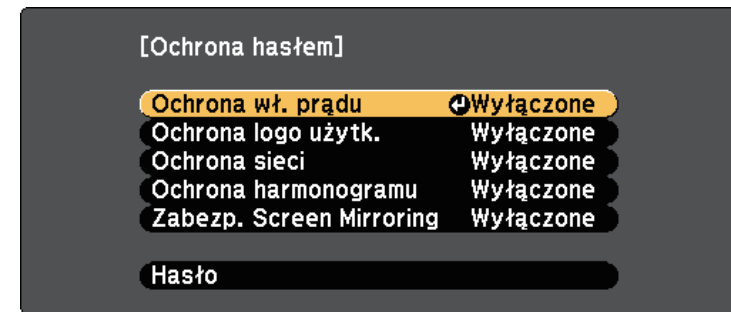 [Ochrona hasłem]
Ochrona wł. prądu Wyłączone
Ochrona logo użytk. Wyłączone
Ochrona sieci Wyłączone
Ochrona harmonogramu Wyłączone
Zabezp. Screen Mirroring Wyłączone
Hasło